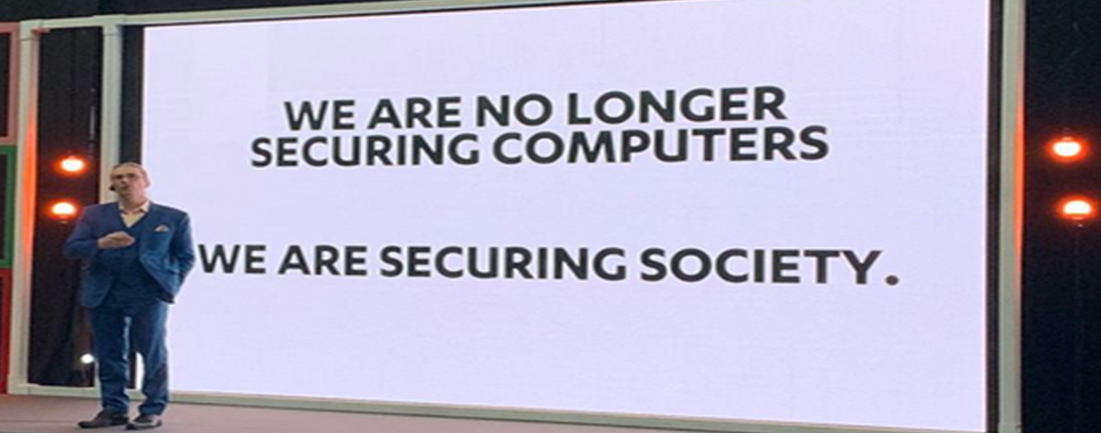 WE ARE NO LONGER
SECURING COMPUTERS
WE ARE SECURING SOCIETY.